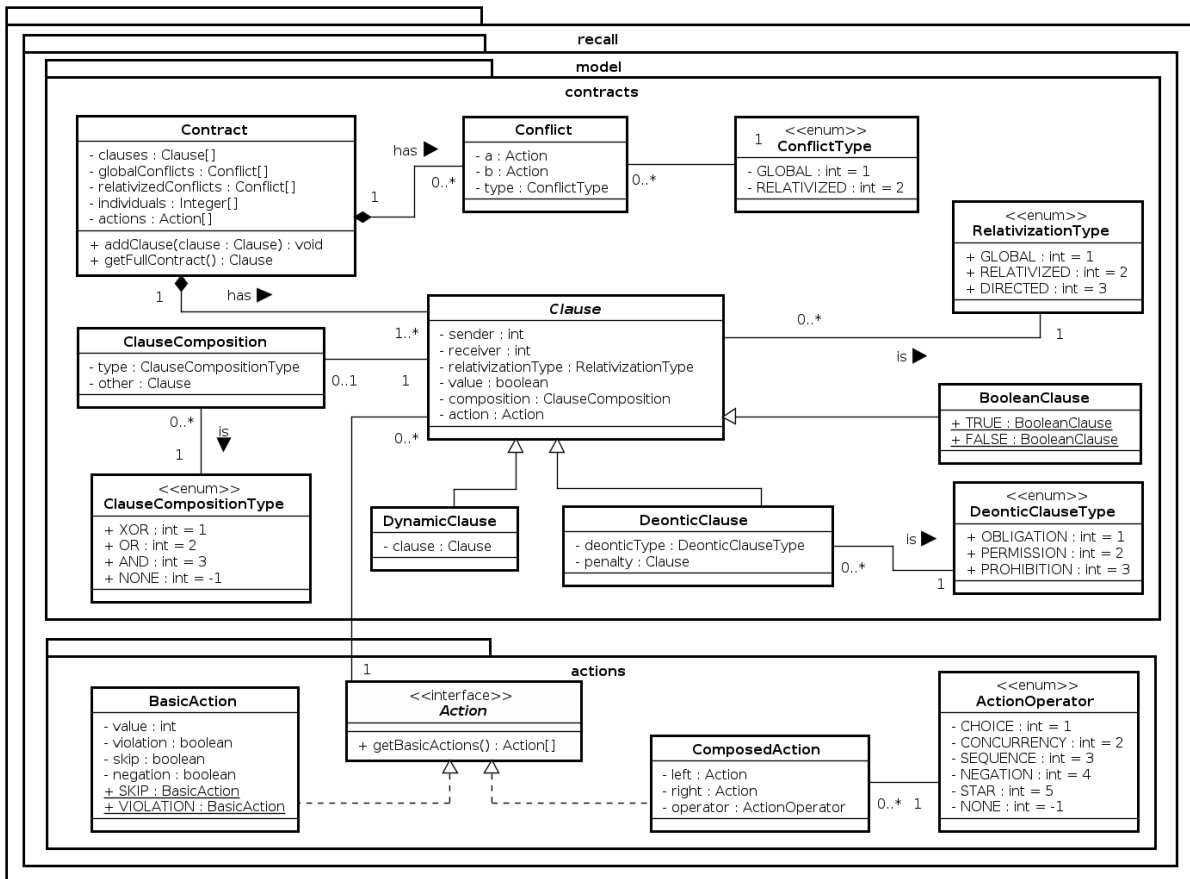 recall
model
contracts
Contract
- clauses : Clause[]
- globalConflicts : Conflict[]
- relativizedConflicts : Conflict[]
- individuals : Integer[]
- actions : Action[]
+ addClause(clause : Clause) : void
+ getFullContract() : Clause
has
1
0..*
Conflict
- a : Action
- b : Action
- type : ConflictType
0..*
1
<<enum>>
ConflictType
- GLOBAL : int = 1
- RELATIVIZED : int = 2
<<enum>>
RelativizationType
+ GLOBAL : int = 1
+ RELATIVIZED : int = 2
+ DIRECTED : int = 3
1
has
1..*
Clause
- sender : int
- receiver : int
- relativizationType : RelativizationType
- value : boolean
- composition : ClauseComposition
- action : Action
0..*
1
is
ClauseComposition
- type : ClauseCompositionType
- other : Clause
0..1
1
0..*
is
1
0..*
BooleanClause
+ TRUE : BooleanClause
+ FALSE : BooleanClause
<<enum>>
ClauseCompositionType
+ XOR : int = 1
+ OR : int = 2
+ AND : int = 3
+ NONE : int = -1
DynamicClause
- clause : Clause
DeonticClause
- deonticType : DeonticClauseType
- penalty : Clause
is
0..*
1
<<enum>>
DeonticClauseType
+ OBLIGATION : int = 1
+ PERMISSION : int = 2
+ PROHIBITION : int = 3
actions
1
BasicAction
- value : int
- violation : boolean
- skip : boolean
- negation : boolean
+ SKIP : BasicAction
+ VIOLATION : BasicAction
<<interface>>
Action
+ getBasicActions() : Action[]
ComposedAction
- left : Action
- right : Action
- operator : ActionOperator
0..*
1
<<enum>>
ActionOperator
- CHOICE : int = 1
- CONCURRENCY : int = 2
- SEQUENCE : int = 3
- NEGATION : int = 4
- STAR : int = 5
- NONE : int = -1